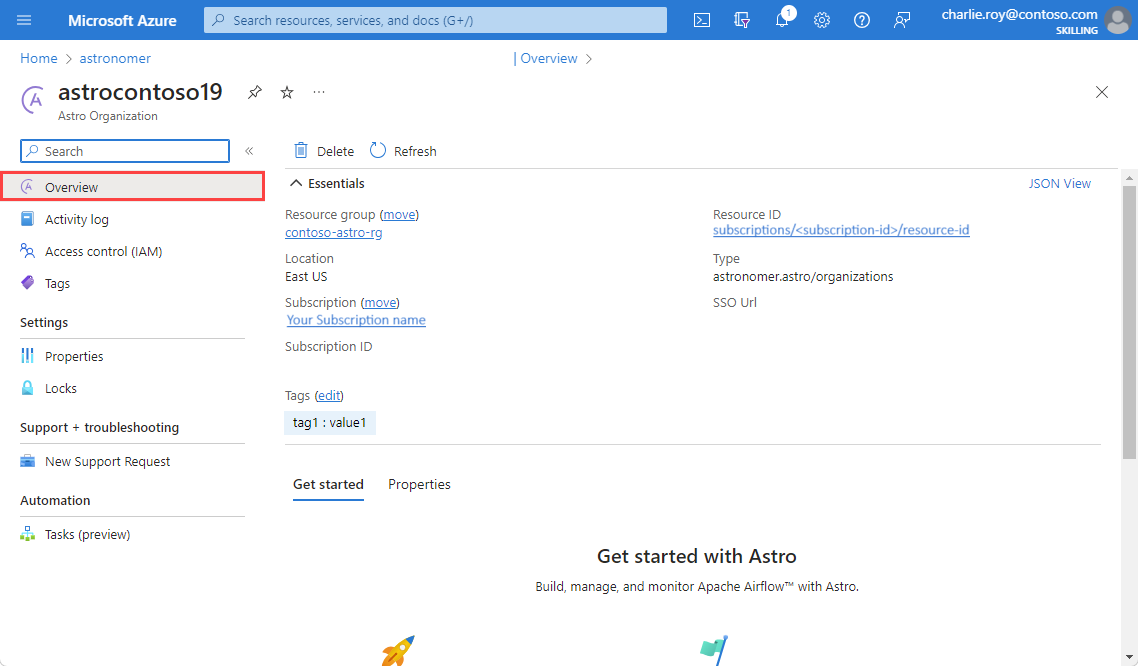 Microsoft Azure
Search resources, services, and docs (G+/)
1
charlie.roy@contoso.com
SKILLING
Home > astronomer | Overview >
astrocontoso19
Astro Organization
Search
Overview
Activity log
Access control (IAM)
Tags
Settings
Properties
Locks
Support + troubleshooting
New Support Request
Automation
Tasks (preview)
Delete
Refresh
Essentials
JSON View
Resource group (move)
contoso-astro-rg
Location
East US
Subscription (move)
Your Subscription name
Subscription ID
Resource ID
subscriptions/<subscription-id>/resource-id
Type
astronomer.astro/organizations
SSO Url
Tags (edit)
tag1 : value1
Get started
Properties
Get started with Astro
Build, manage, and monitor Apache Airflow™ with Astro.